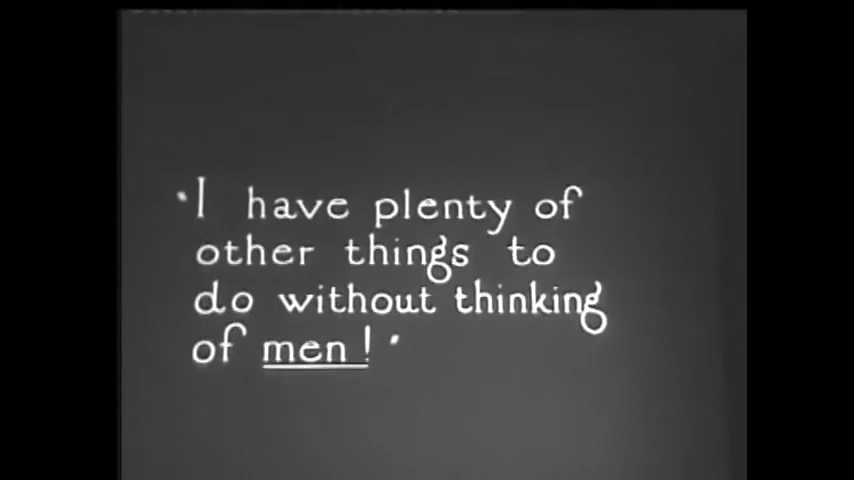 'I have plenty of
other things to
do without thinking
of men!'